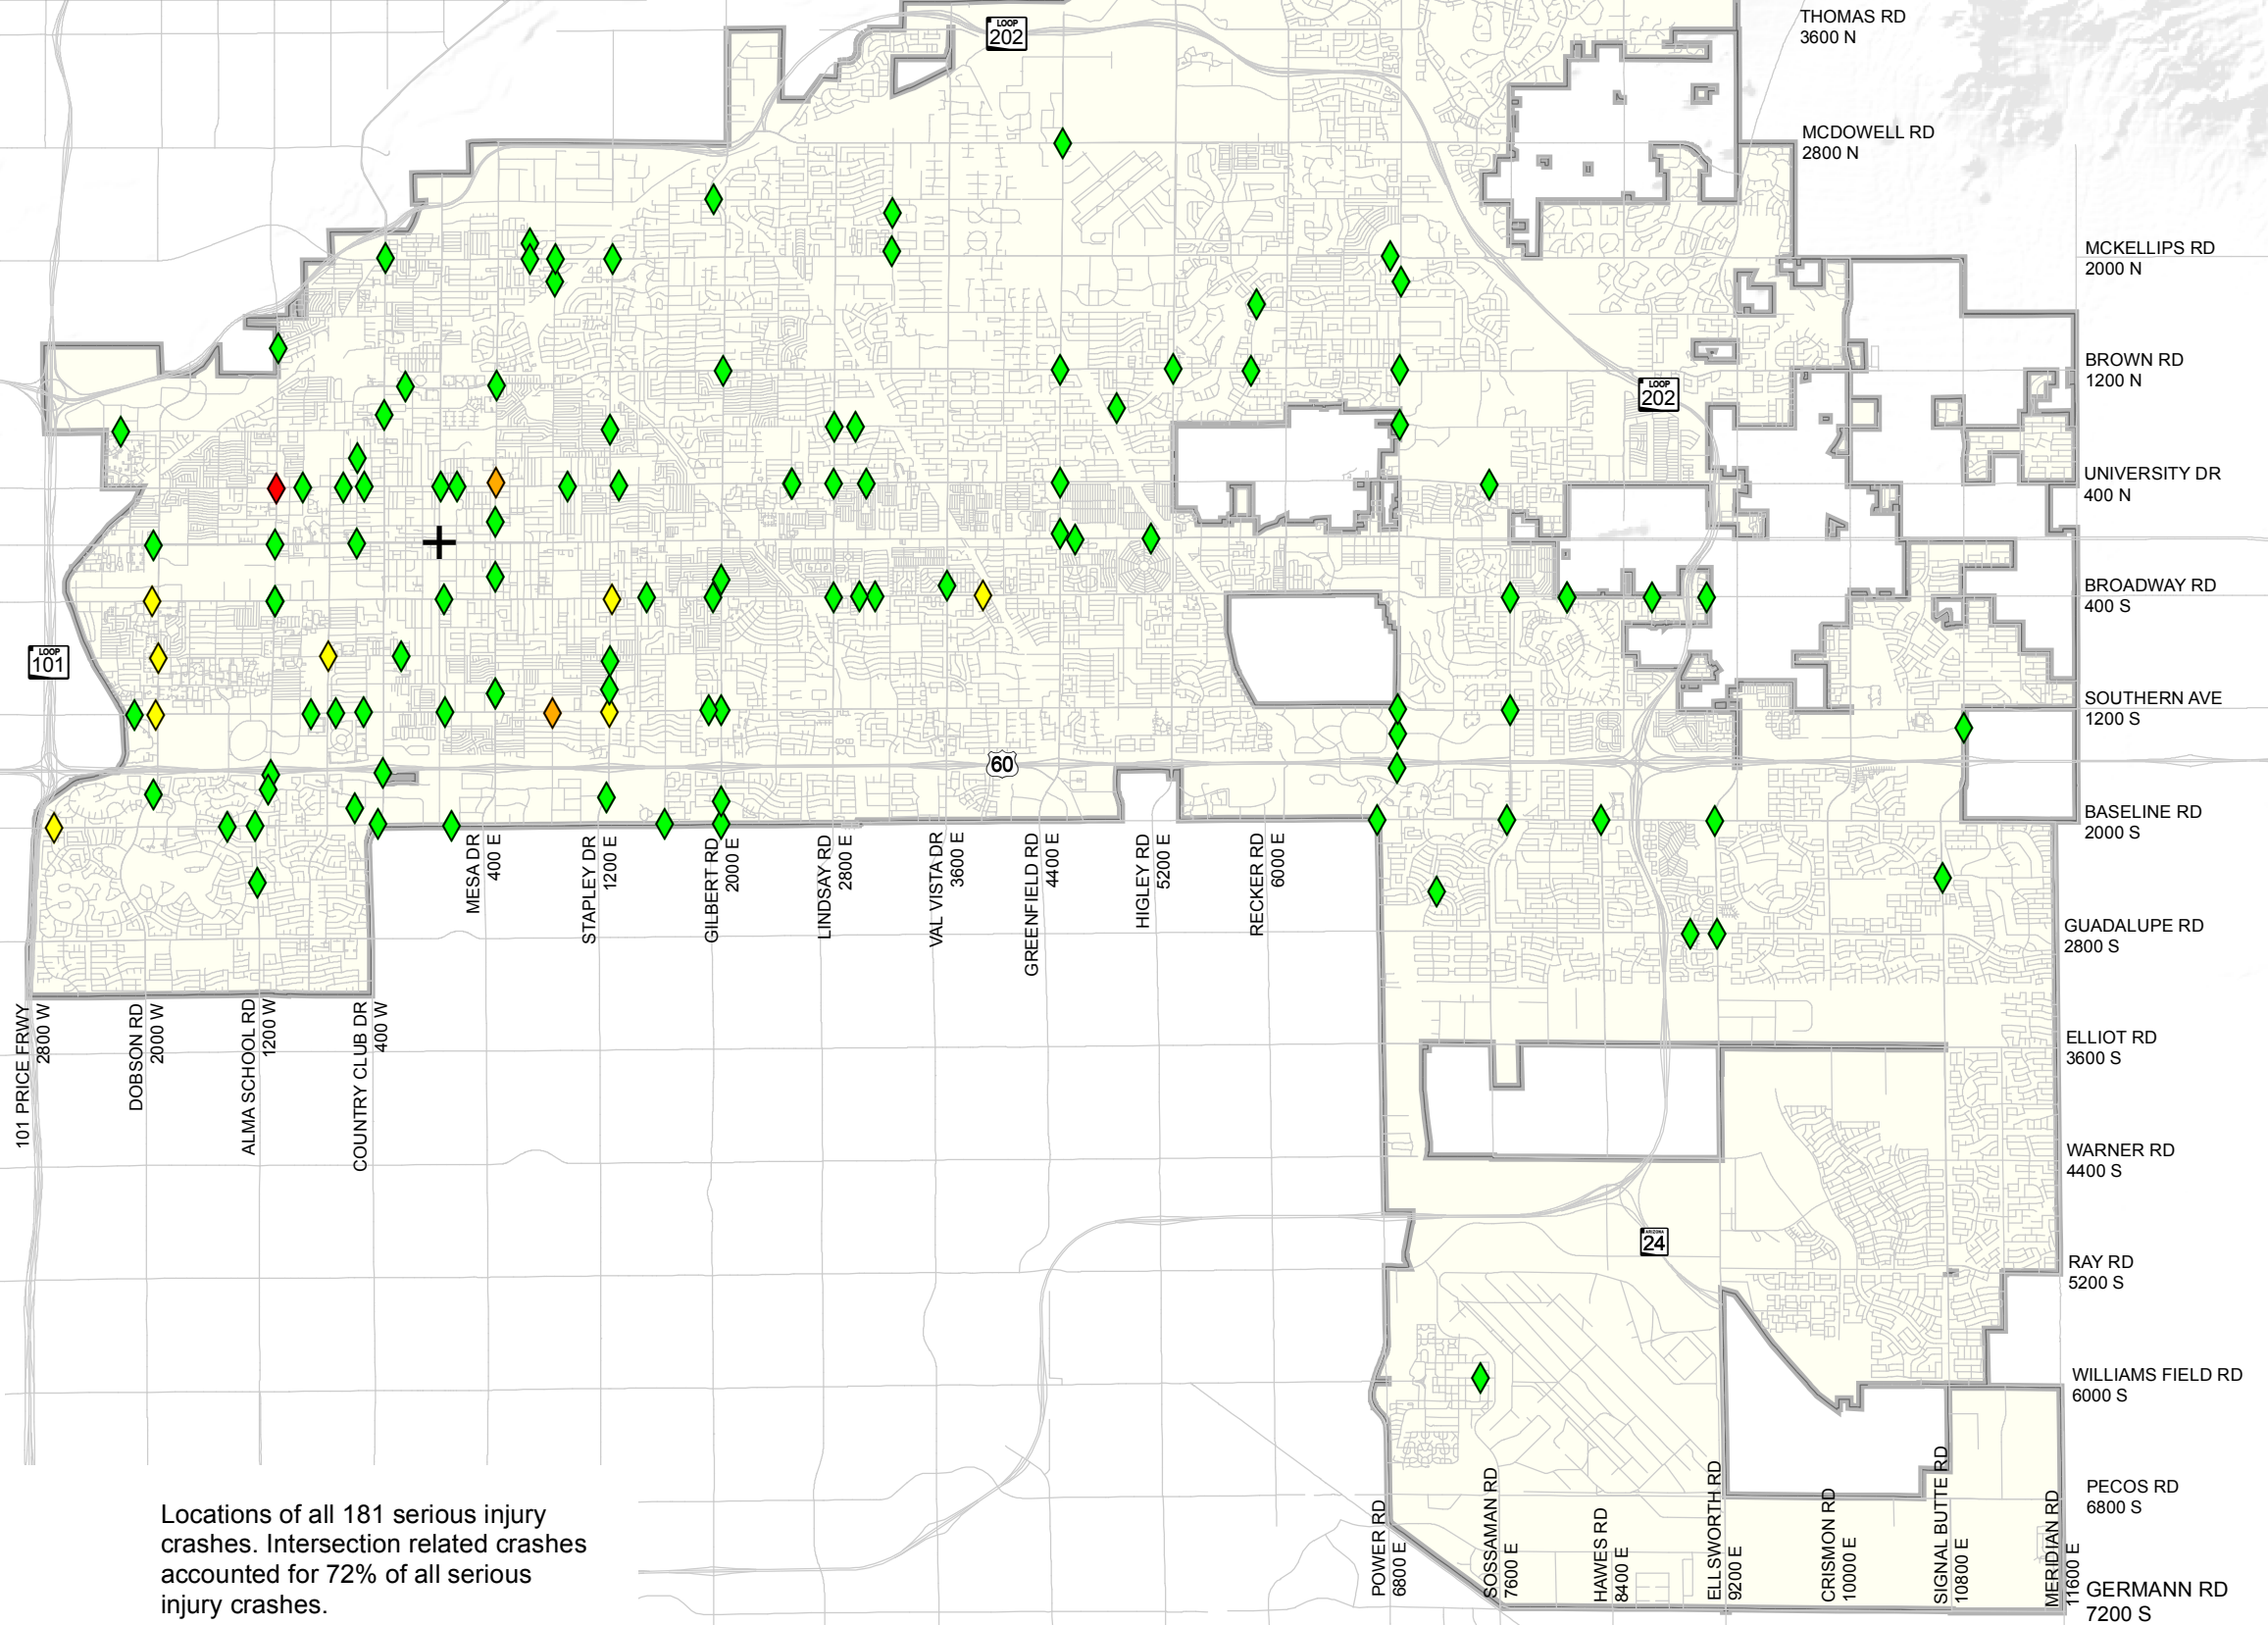 THOMAS RD
3600 N
LOOP
202
MCDOWELL RD
2800 N
MCKELLIPS RD
2000 N
BROWN RD
1200 N
LOOP
202
UNIVERSITY DR
400 N
BROADWAY RD
400 S
LOOP
101
SOUTHERN AVE
1200 S
60
BASELINE RD
2000 S
MESA DR
400 E
STAPLEY DR
1200 E
GILBERT RD
2000 E
LINDSAY RD
2800 E
VAL VISTA DR
3600 E
GREENFIELD RD
4400 E
HIGLEY RD
5200 E
RECKER RD
6000 E
GUADALUPE RD
2800 S
101 PRICE FRWY
2800 W
DOBSON RD
2000 W
ALMA SCHOOL RD
1200 W
COUNTRY CLUB DR
400 W
ELLIOT RD
3600 S
WARNER RD
4400 S
ARIZONA
24
RAY RD
5200 S
WILLIAMS FIELD RD
6000 S
PECOS RD
6800 S
POWER RD
6800 E
SOSSAMAN RD
7600 E
HAWES RD
8400 E
ELLSWORTH RD
9200 E
CRISMON RD
10000 E
SIGNAL BUTTE RD
10800 E
MERIDIAN RD
11600 E
GERMANN RD
7200 S
Locations of all 181 serious injury
crashes. Intersection related crashes
accounted for 72% of all serious
injury crashes.